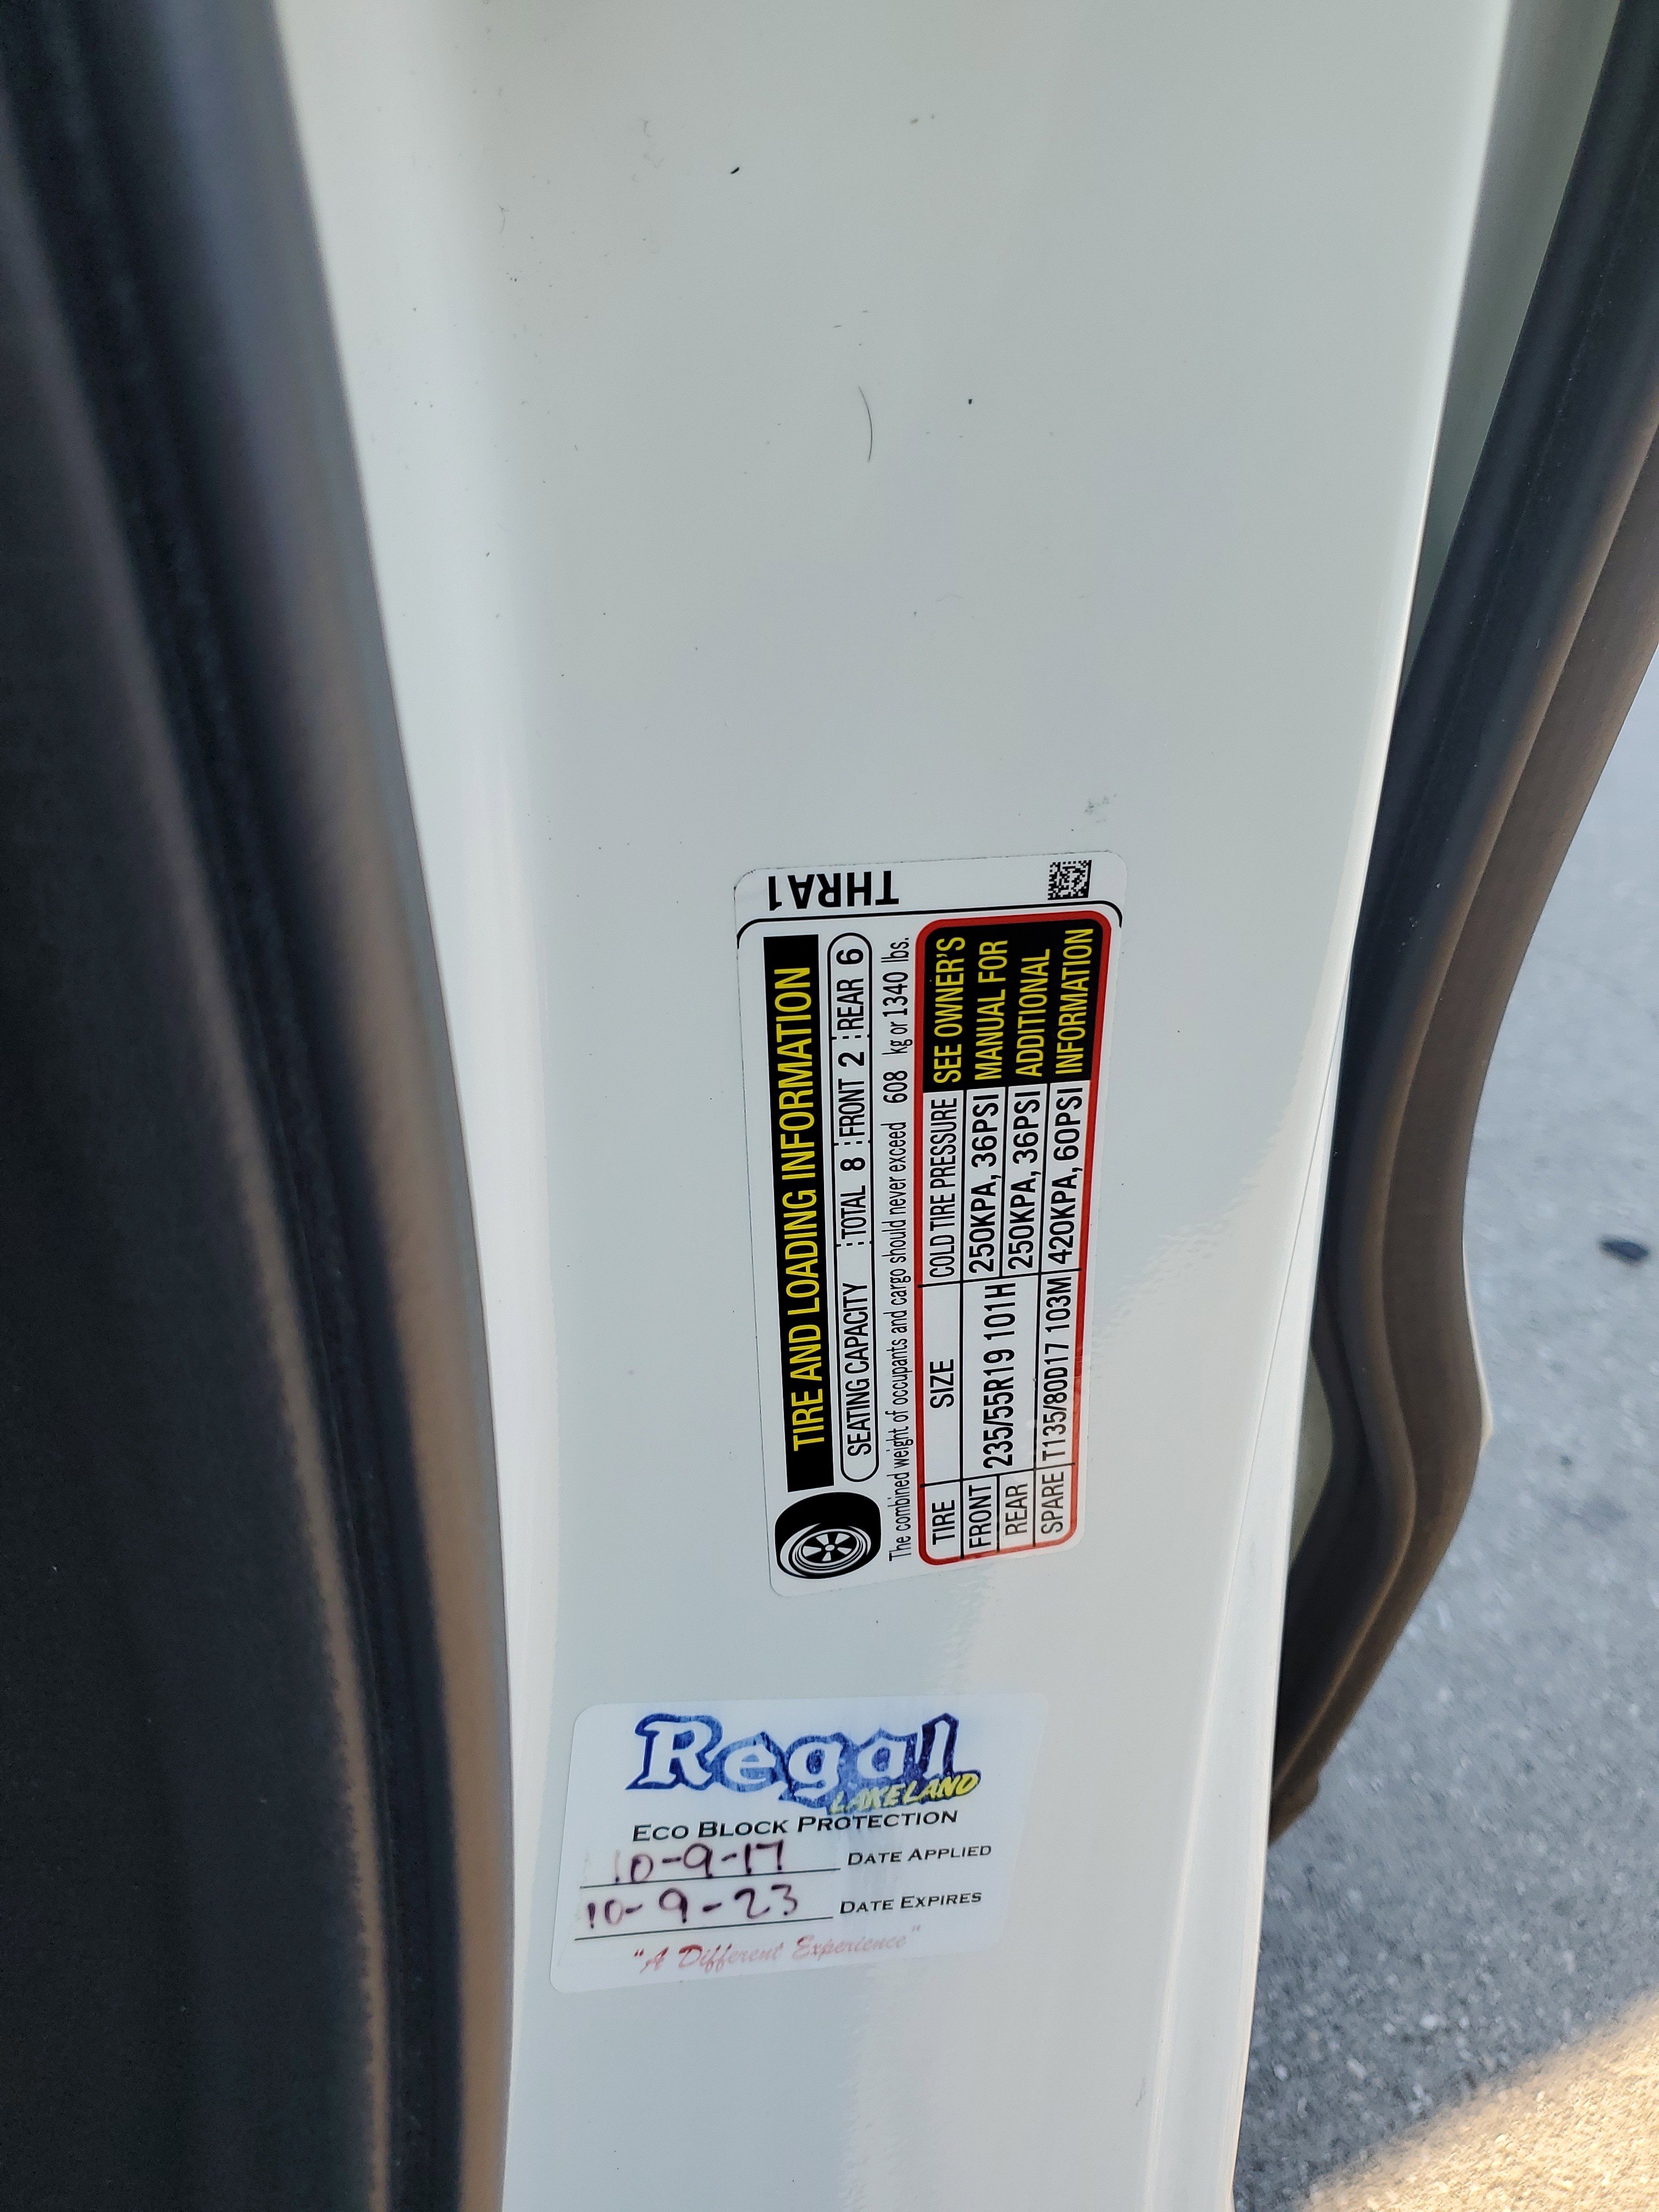 THRA1
TIRE AND LOADING INFORMATION
SEATING CAPACITY TOTAL 8 FRONT 2 REAR 6
The combined weight of occupants and cargo should never exceed 608 kg or 1340 lbs.
TIRE SIZE COLD TIRE PRESSURE
FRONT 235/55R19 101H 250KPA, 36PSI
REAR 250KPA, 36PSI
SPARE T135/80D17 103M 420KPA, 60PSI
SEE OWNER'S
MANUAL FOR
ADDITIONAL
INFORMATION
Regal
LAKELAND
ECO BLOCK PROTECTION
10-9-17 DATE APPLIED
10-9-23 DATE EXPIRES
"A Different Experience"